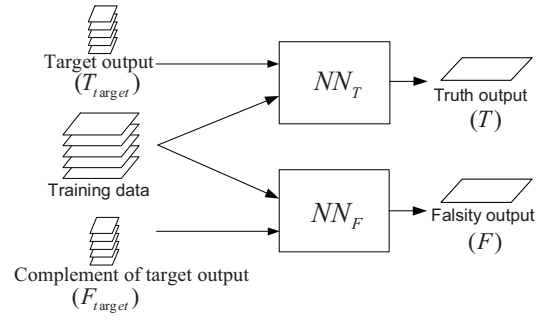 Target output
(T_target)
NN_T
Truth output
(T)
Training data
NN_F
Falsity output
(F)
Complement of target output
(F_target)